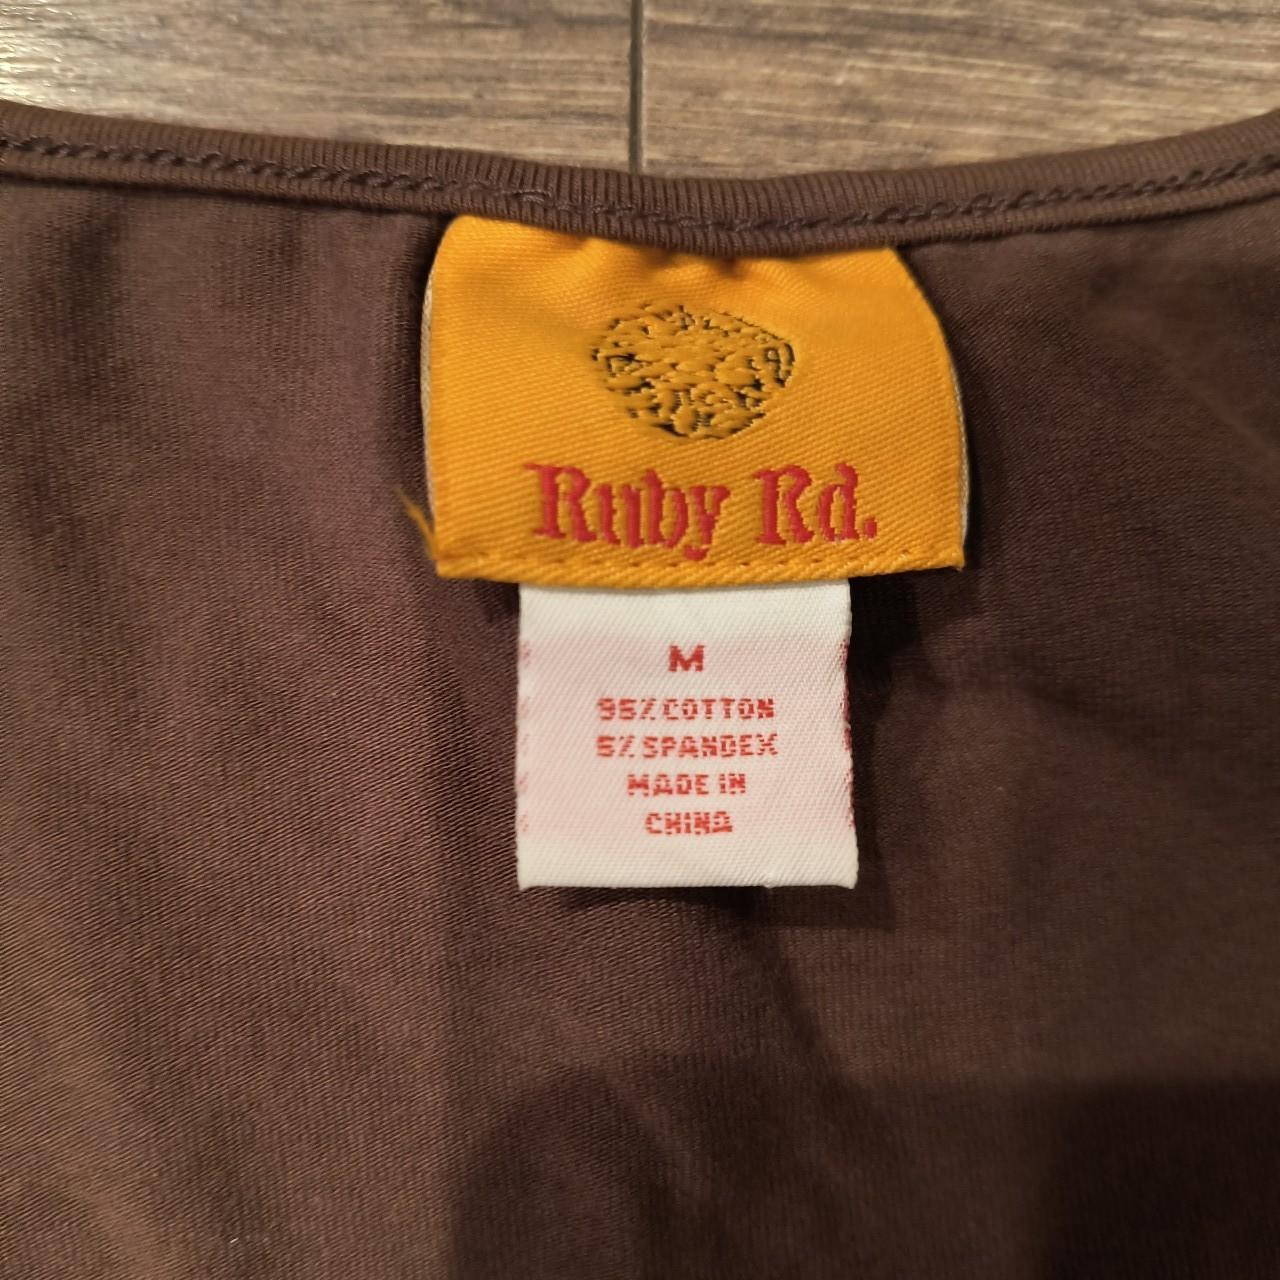 Ruby Rd.
M
95% COTTON
5% SPANDEX
MADE IN
CHINA